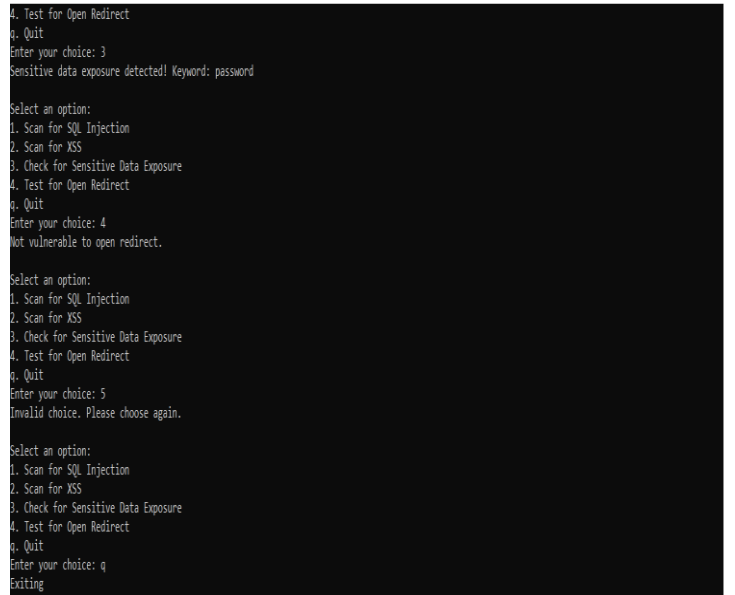 4. Test for Open Redirect
q. Quit
Enter your choice: 3
Sensitive data exposure detected! Keyword: password
Select an option:
1. Scan for SQL Injection
2. Scan for XSS
3. Check for Sensitive Data Exposure
4. Test for Open Redirect
q. Quit
Enter your choice: 4
Not vulnerable to open redirect.
Select an option:
1. Scan for SQL Injection
2. Scan for XSS
3. Check for Sensitive Data Exposure
4. Test for Open Redirect
q. Quit
Enter your choice: 5
Invalid choice. Please choose again.
Select an option:
1. Scan for SQL Injection
2. Scan for XSS
3. Check for Sensitive Data Exposure
4. Test for Open Redirect
q. Quit
Enter your choice: q
Exiting